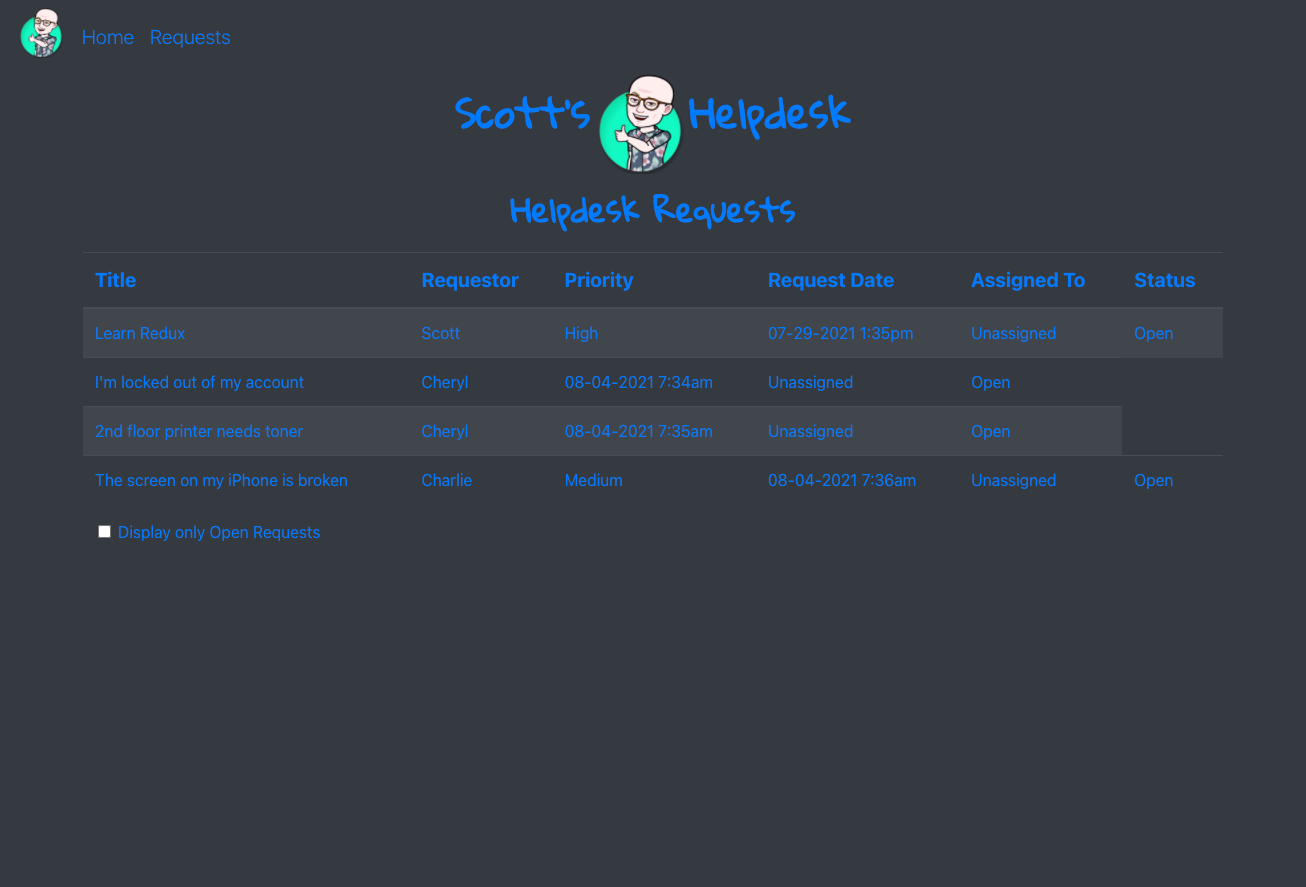 Home Requests
Scott's Helpdesk
Helpdesk Requests
Title Requestor Priority Request Date Assigned To Status
Learn Redux Scott High 07-29-2021 1:35pm Unassigned Open
I'm locked out of my account Cheryl 08-04-2021 7:34am Unassigned Open
2nd floor printer needs toner Cheryl 08-04-2021 7:35am Unassigned Open
The screen on my iPhone is broken Charlie Medium 08-04-2021 7:36am Unassigned Open
Display only Open Requests